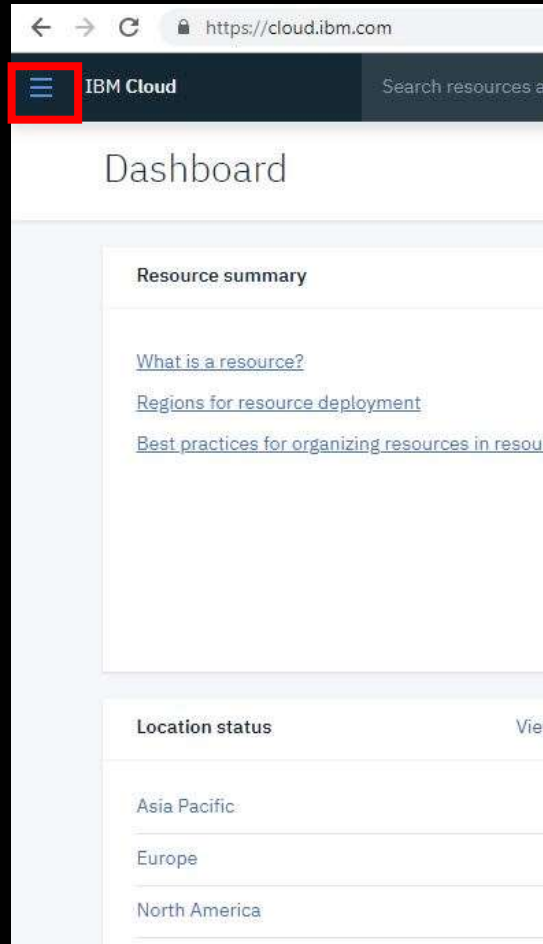 https://cloud.ibm.com
IBM Cloud
Search resources a
Dashboard
Resource summary
What is a resource?
Regions for resource deployment
Best practices for organizing resources in resou
Location status
Vie
Asia Pacific
Europe
North America